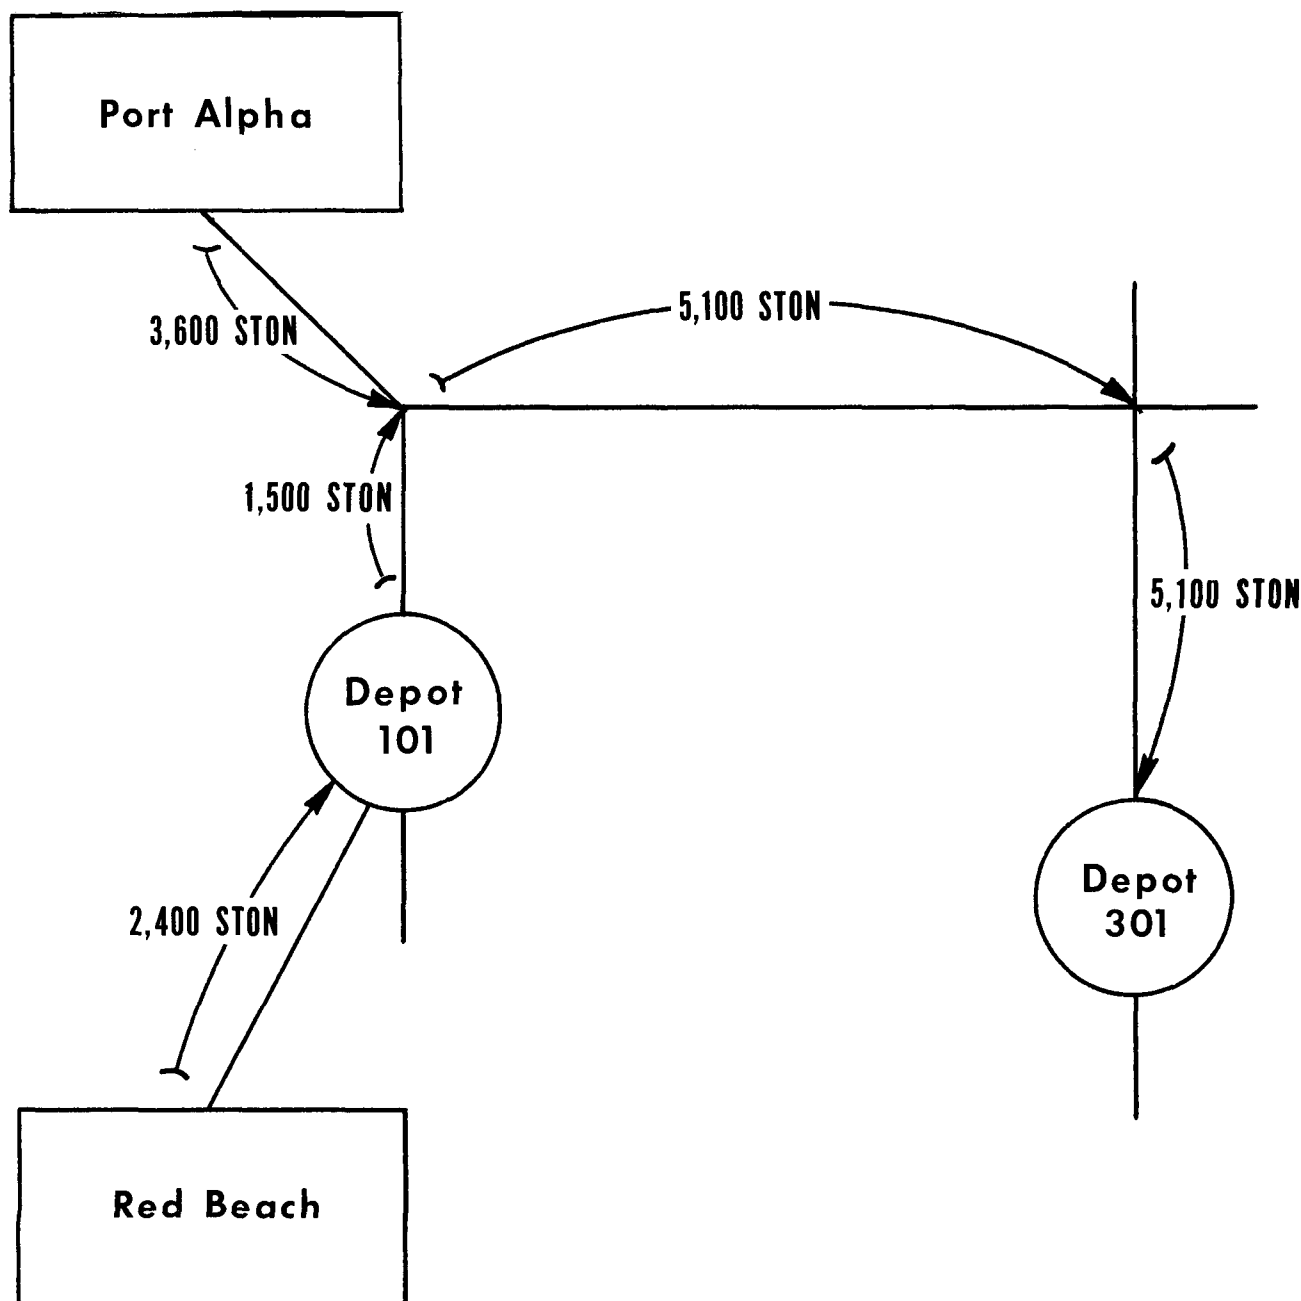 Port Alpha
5,100 STON
3,600 STON
1,500 STON
5,100 STON
Depot
101
Depot
301
2,400 STON
Red Beach